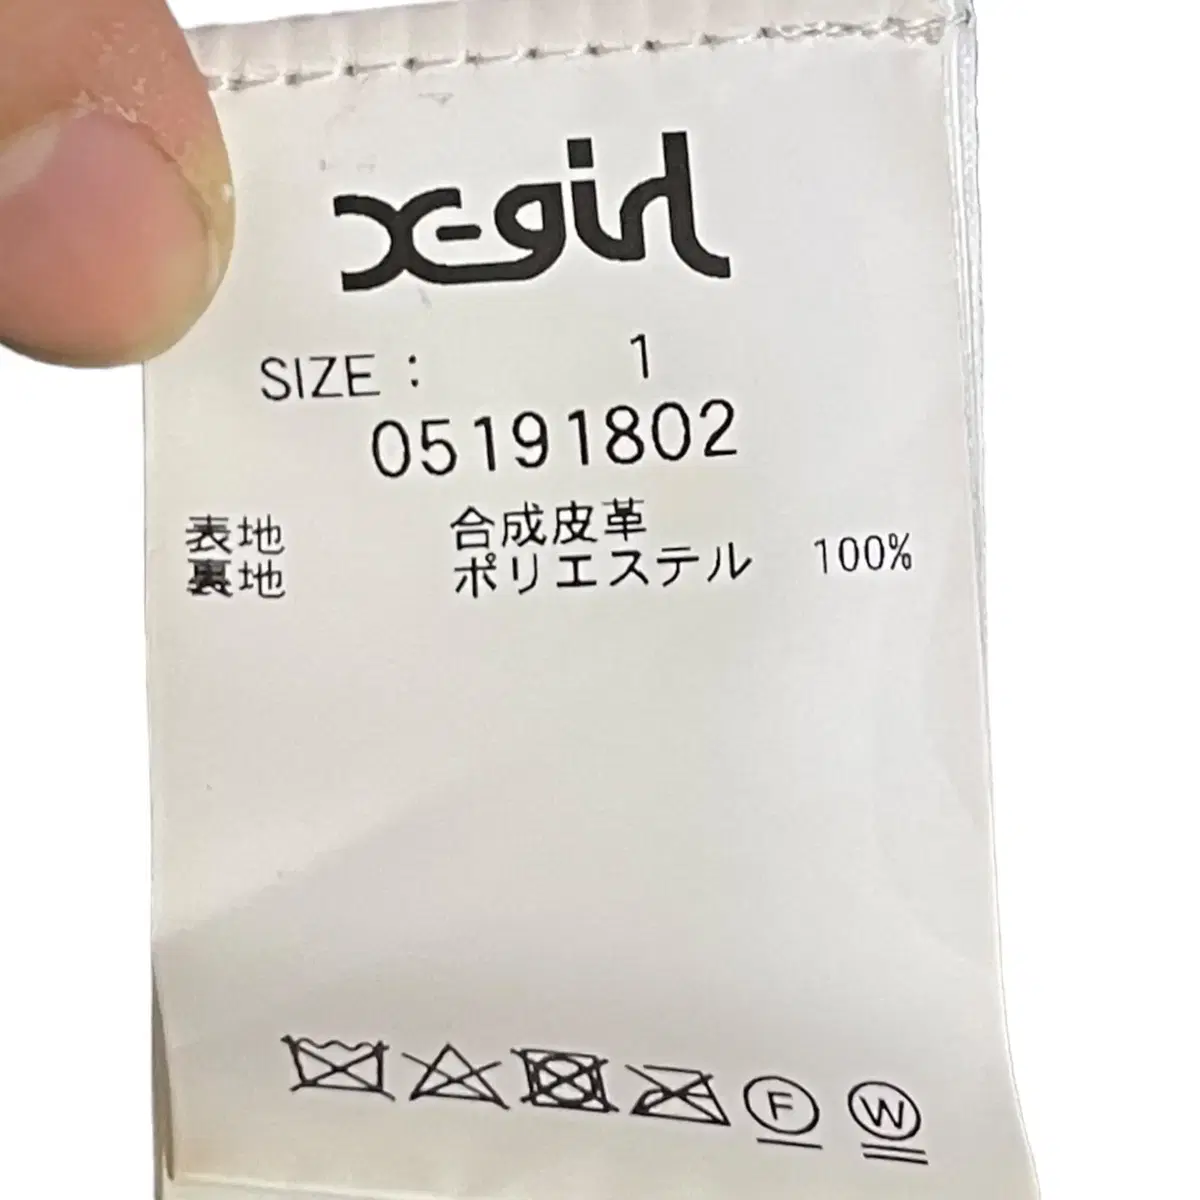 X-girl
SIZE : 1
05191802
表地 合成皮革
裏地 ポリエステル 100%
F W